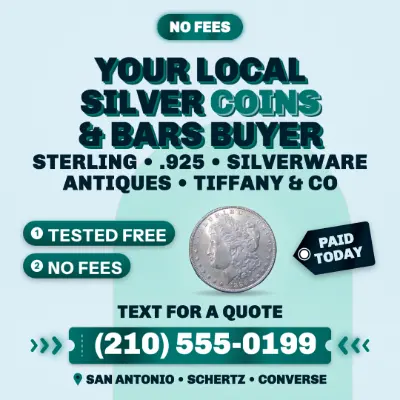 NO FEES
YOUR LOCAL
SILVER COINS
& BARS BUYER
STERLING • .925 • SILVERWARE
ANTIQUES • TIFFANY & CO
1 TESTED FREE
2 NO FEES
PAID
TODAY
TEXT FOR A QUOTE
(210) 555-0199
SAN ANTONIO • SCHERTZ • CONVERSE